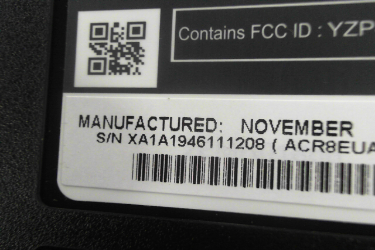 Contains FCC ID : YZP
MANUFACTURED: NOVEMBER
S/N XA1A1946111208 ( ACR8EUA